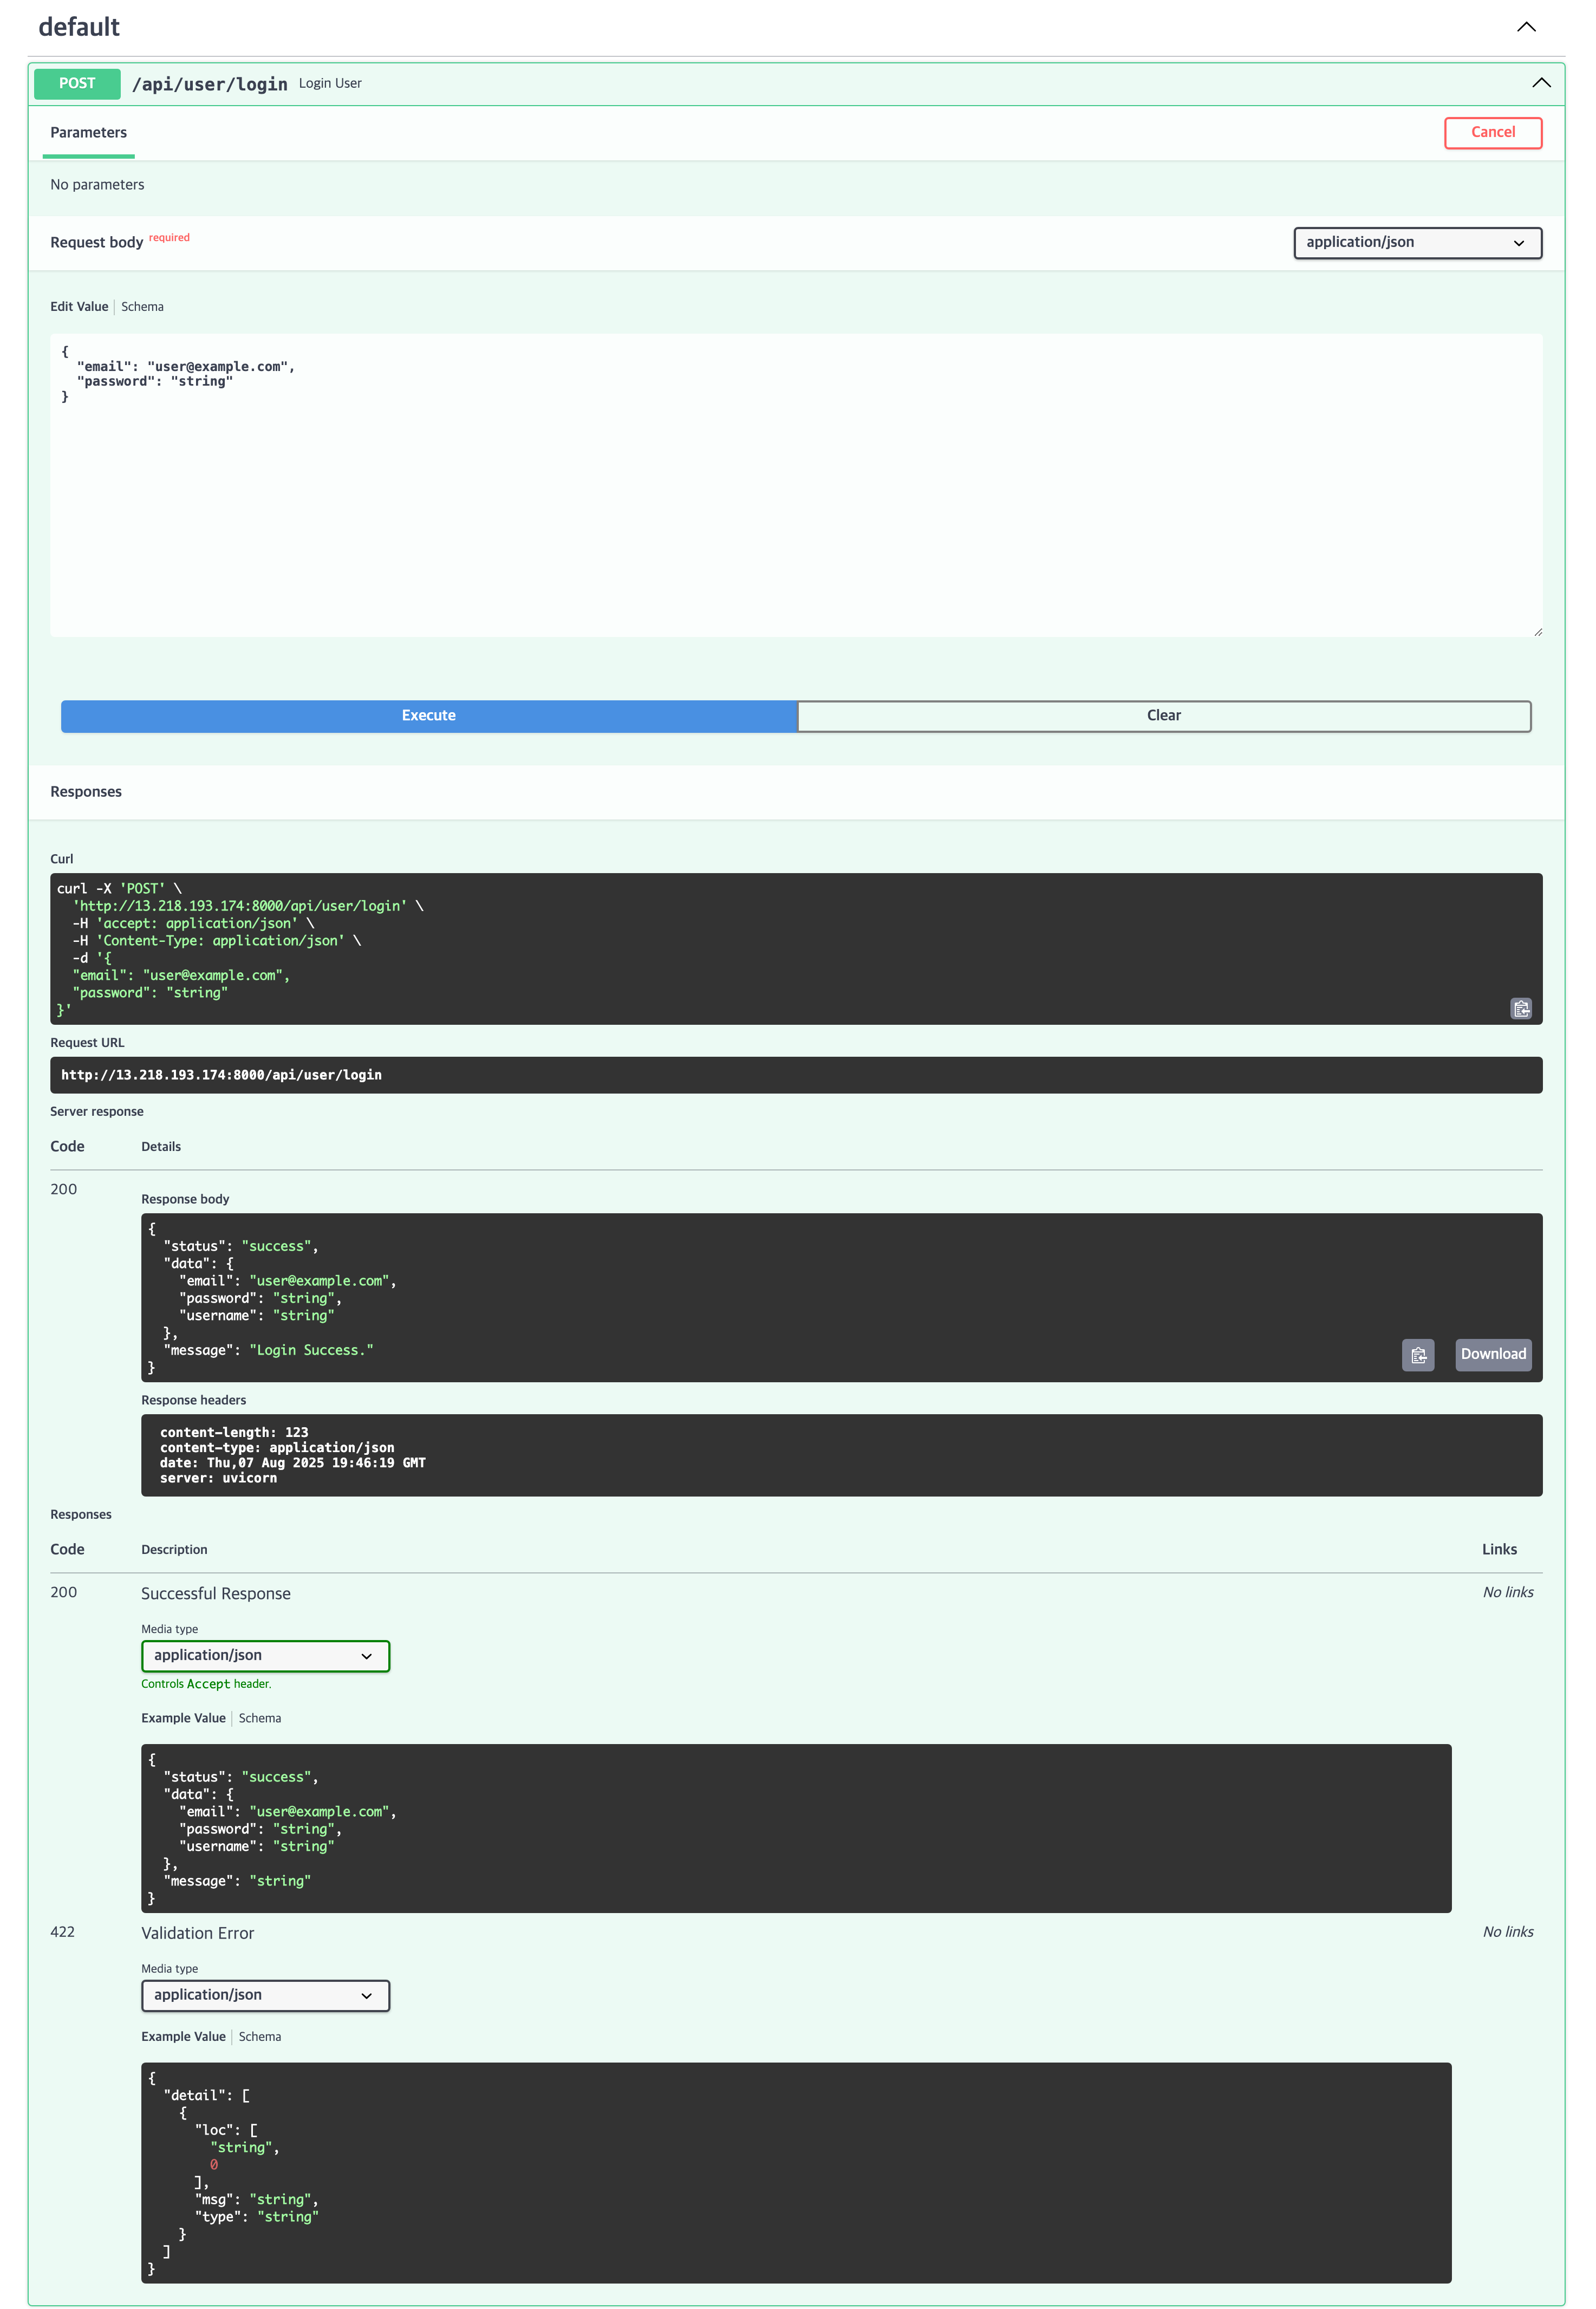 default
POST /api/user/login Login User
Parameters
Cancel
No parameters
Request body required
application/json
Edit Value | Schema
{
  "email": "user@example.com",
  "password": "string"
}
Execute
Clear
Responses
Curl
curl -X 'POST' \
  'http://13.218.193.174:8000/api/user/login' \
  -H 'accept: application/json' \
  -H 'Content-Type: application/json' \
  -d '{
  "email": "user@example.com",
  "password": "string"
}'
Request URL
http://13.218.193.174:8000/api/user/login
Server response
Code Details
200
Response body
{
  "status": "success",
  "data": {
    "email": "user@example.com",
    "password": "string",
    "username": "string"
  },
  "message": "Login Success."
}
Download
Response headers
content-length: 123
content-type: application/json
date: Thu,07 Aug 2025 19:46:19 GMT
server: uvicorn
Responses
Code Description Links
200 Successful Response No links
Media type
application/json
Controls Accept header.
Example Value | Schema
{
  "status": "success",
  "data": {
    "email": "user@example.com",
    "password": "string",
    "username": "string"
  },
  "message": "string"
}
422 Validation Error No links
Media type
application/json
Example Value | Schema
{
  "detail": [
    {
      "loc": [
        "string",
        0
      ],
      "msg": "string",
      "type": "string"
    }
  ]
}